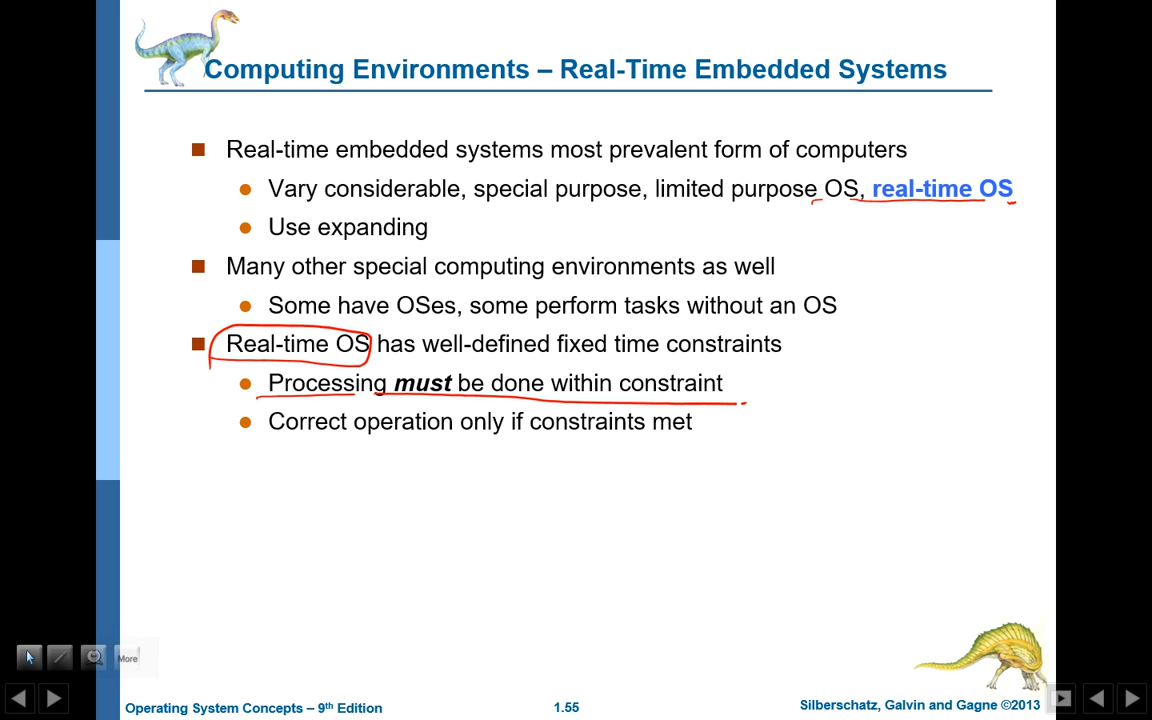 Computing Environments – Real-Time Embedded Systems
Real-time embedded systems most prevalent form of computers
Vary considerable, special purpose, limited purpose OS, real-time OS
Use expanding
Many other special computing environments as well
Some have OSes, some perform tasks without an OS
Real-time OS has well-defined fixed time constraints
Processing must be done within constraint
Correct operation only if constraints met
More
Operating System Concepts – 9th Edition
1.55
Silberschatz, Galvin and Gagne ©2013